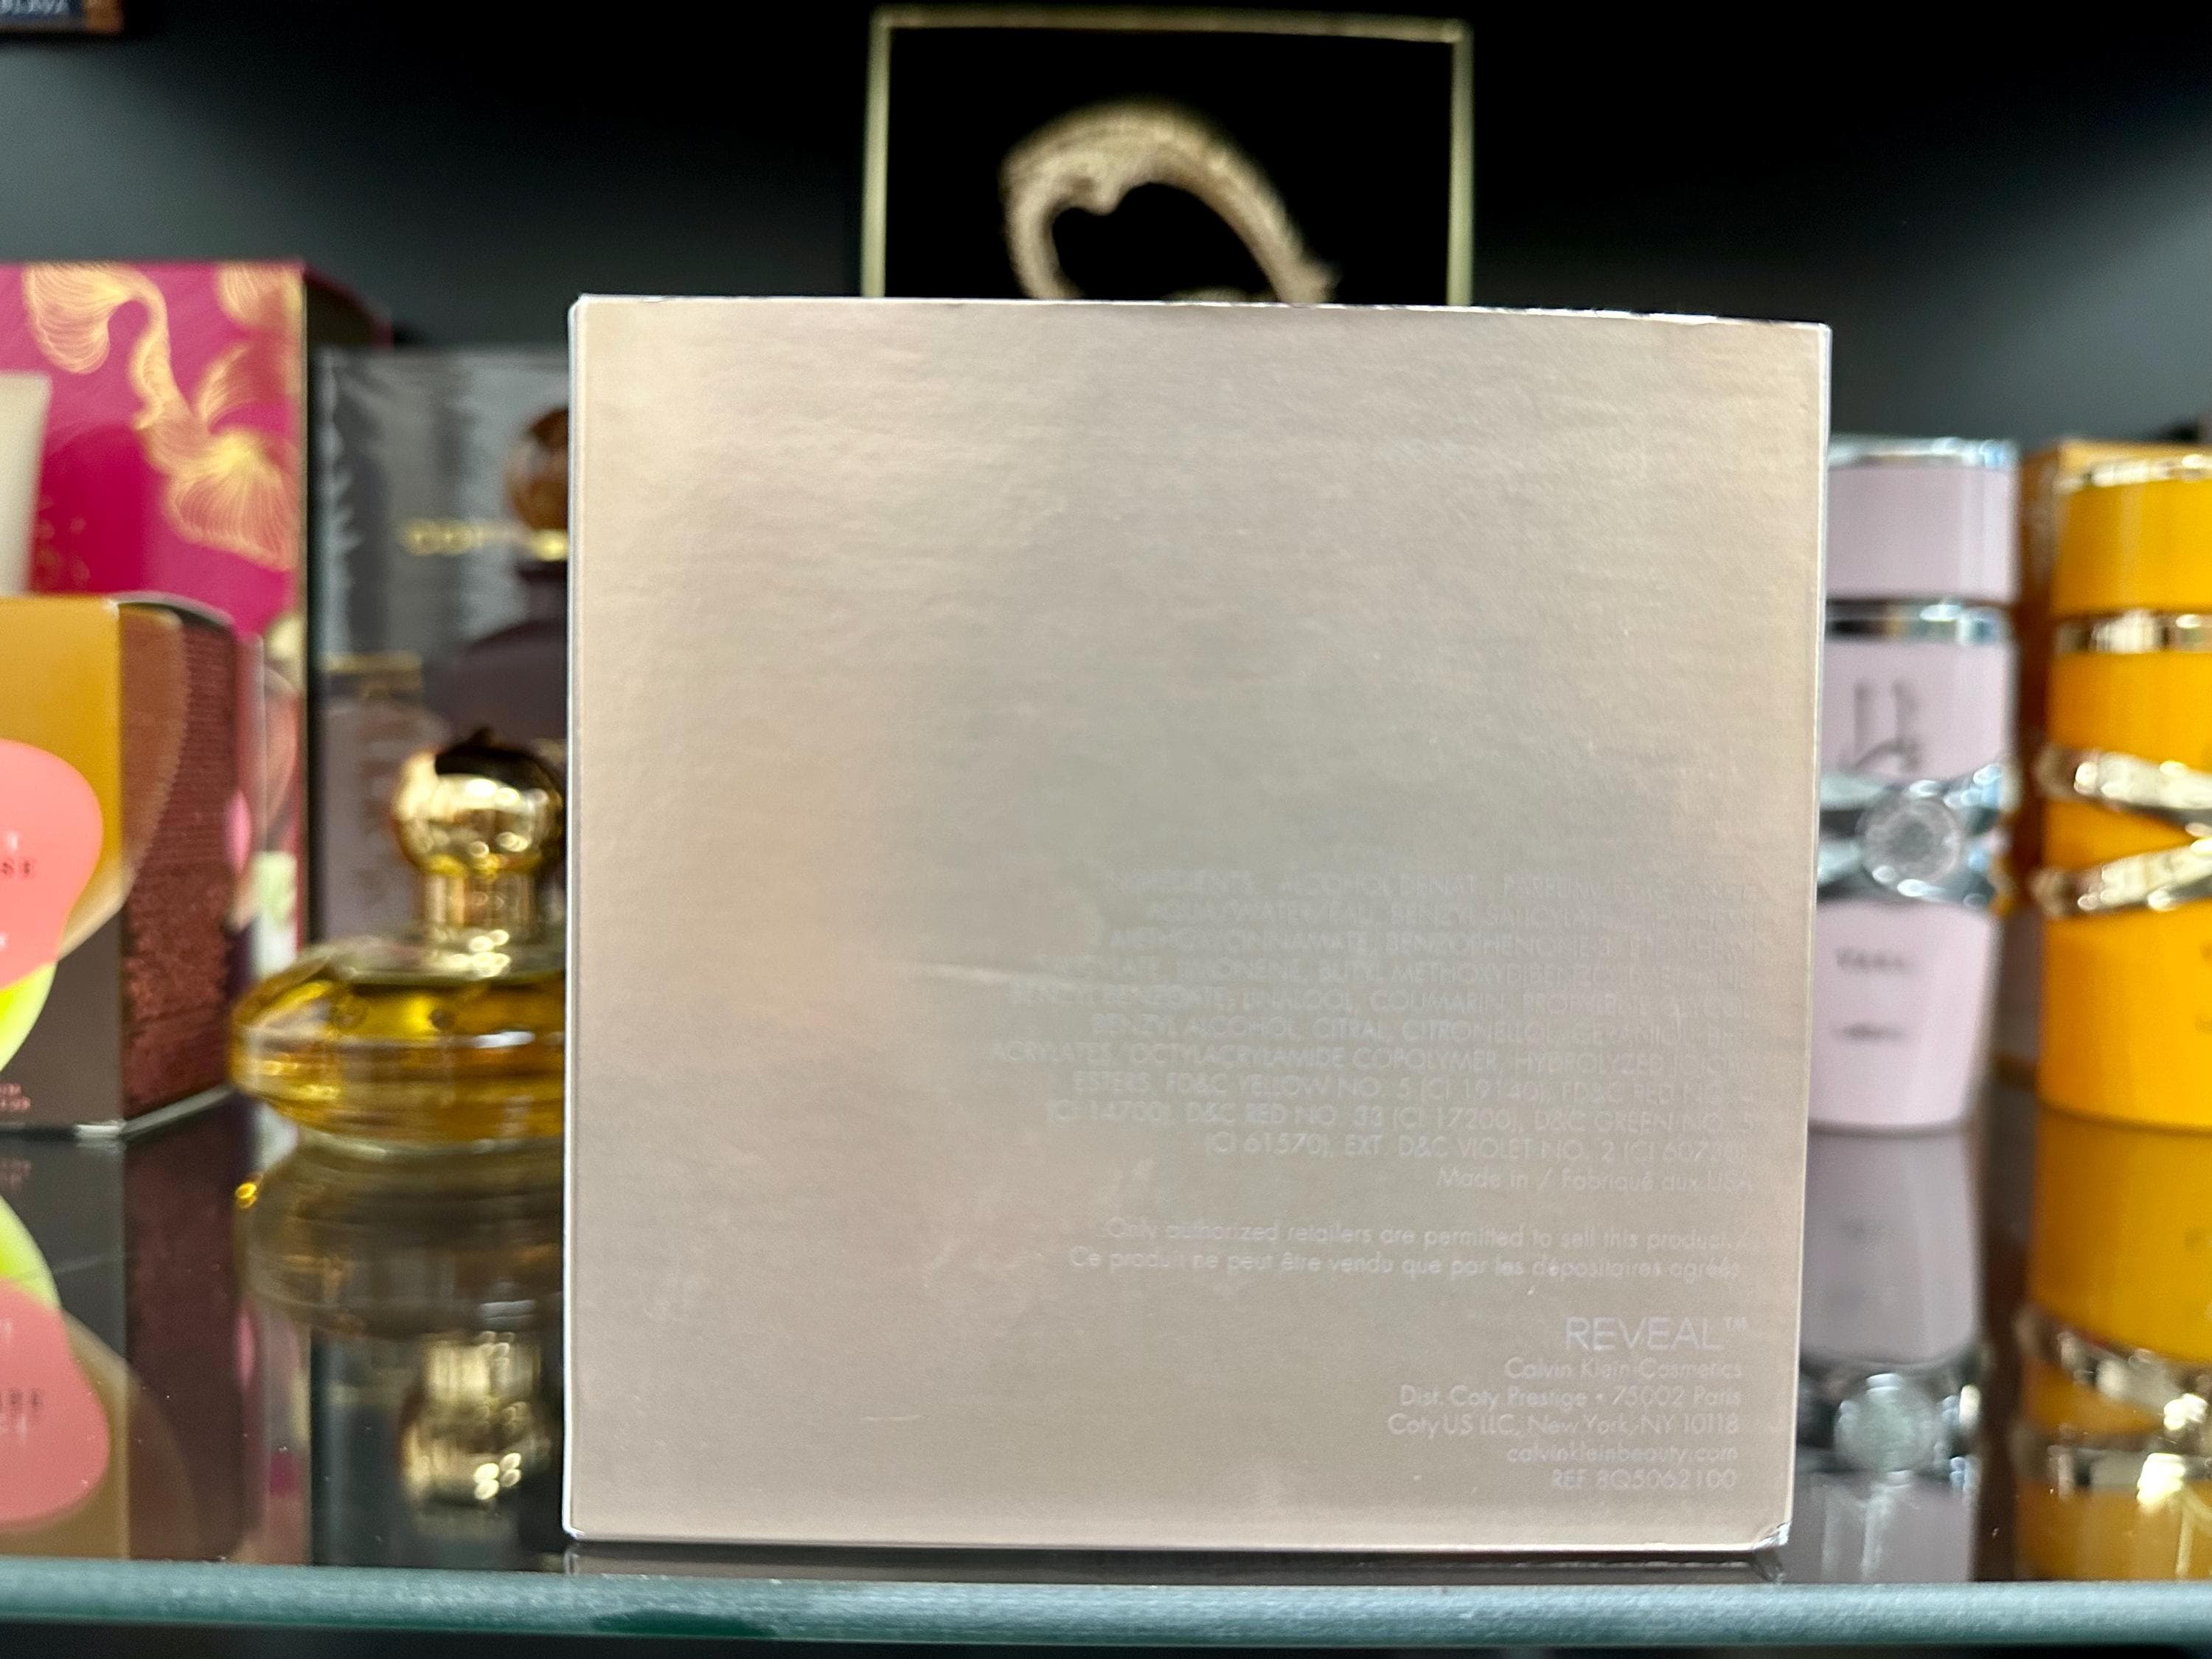 INGREDIENTS: ALCOHOL DENAT., PARFUM/
AQUA/WATER/EAU, BENZYL SALICYLATE,
BENZOPHENONE-3,
BUTYL METHOXYDIBENZOYLMETHANE,
BENZYL BENZOATE, LINALOOL, COUMARIN, PROPYLENE GLYCOL,
BENZYL ALCOHOL, CITRAL, CITRONELLOL, GERANIOL,
ACRYLATES/OCTYLACRYLAMIDE COPOLYMER, HYDROLYZED JOJOBA
ESTERS, FD&C YELLOW NO. 5 (CI 19140), FD&C RED NO. 4
(CI 14700), D&C RED NO. 33 (CI 17200), D&C GREEN NO. 5
(CI 61570), EXT. D&C VIOLET NO. 2 (CI 60730).
Made in / Fabriqué aux USA
Only authorized retailers are permitted to sell this product./
Ce produit ne peut être vendu que par les dépositaires agréés.
REVEAL™
Calvin Klein Cosmetics
Dist. Coty Prestige • 75002 Paris
Coty US LLC, New York, NY 10118
calvinkleinbeauty.com
REF 8Q5062100